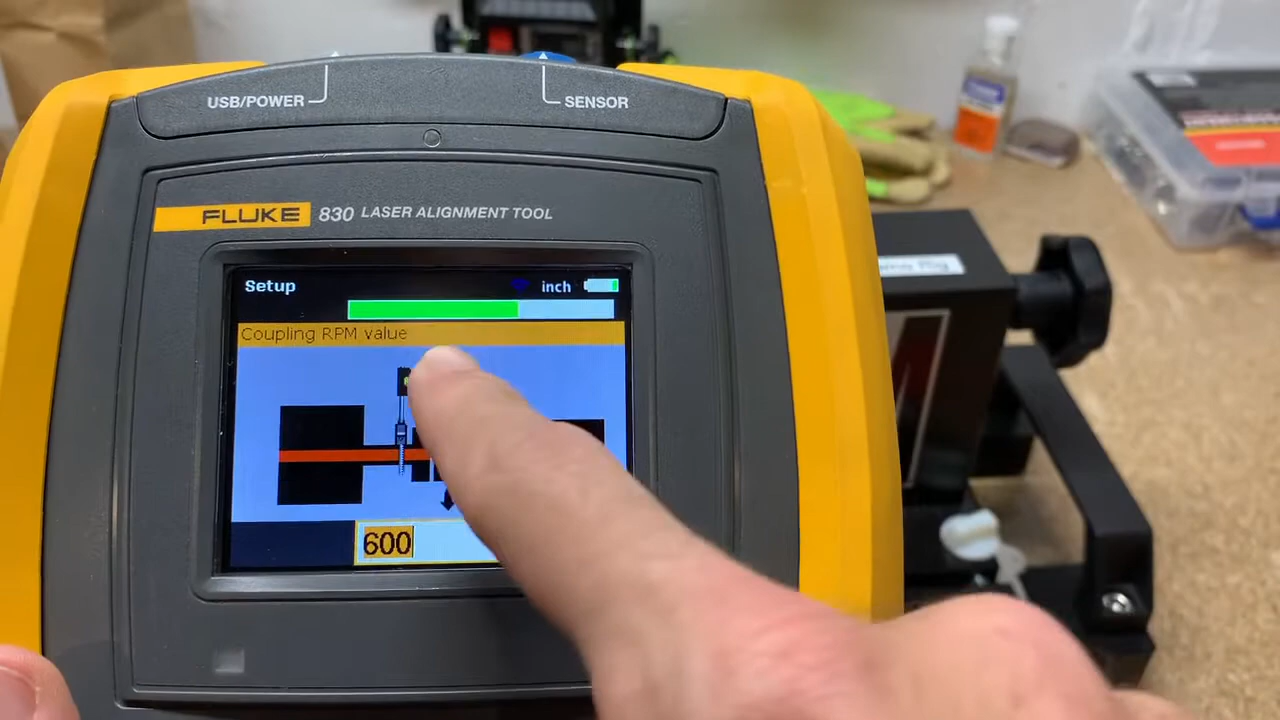 USB/POWER
SENSOR
FLUKE 830 LASER ALIGNMENT TOOL
Setup inch
Coupling RPM value
600